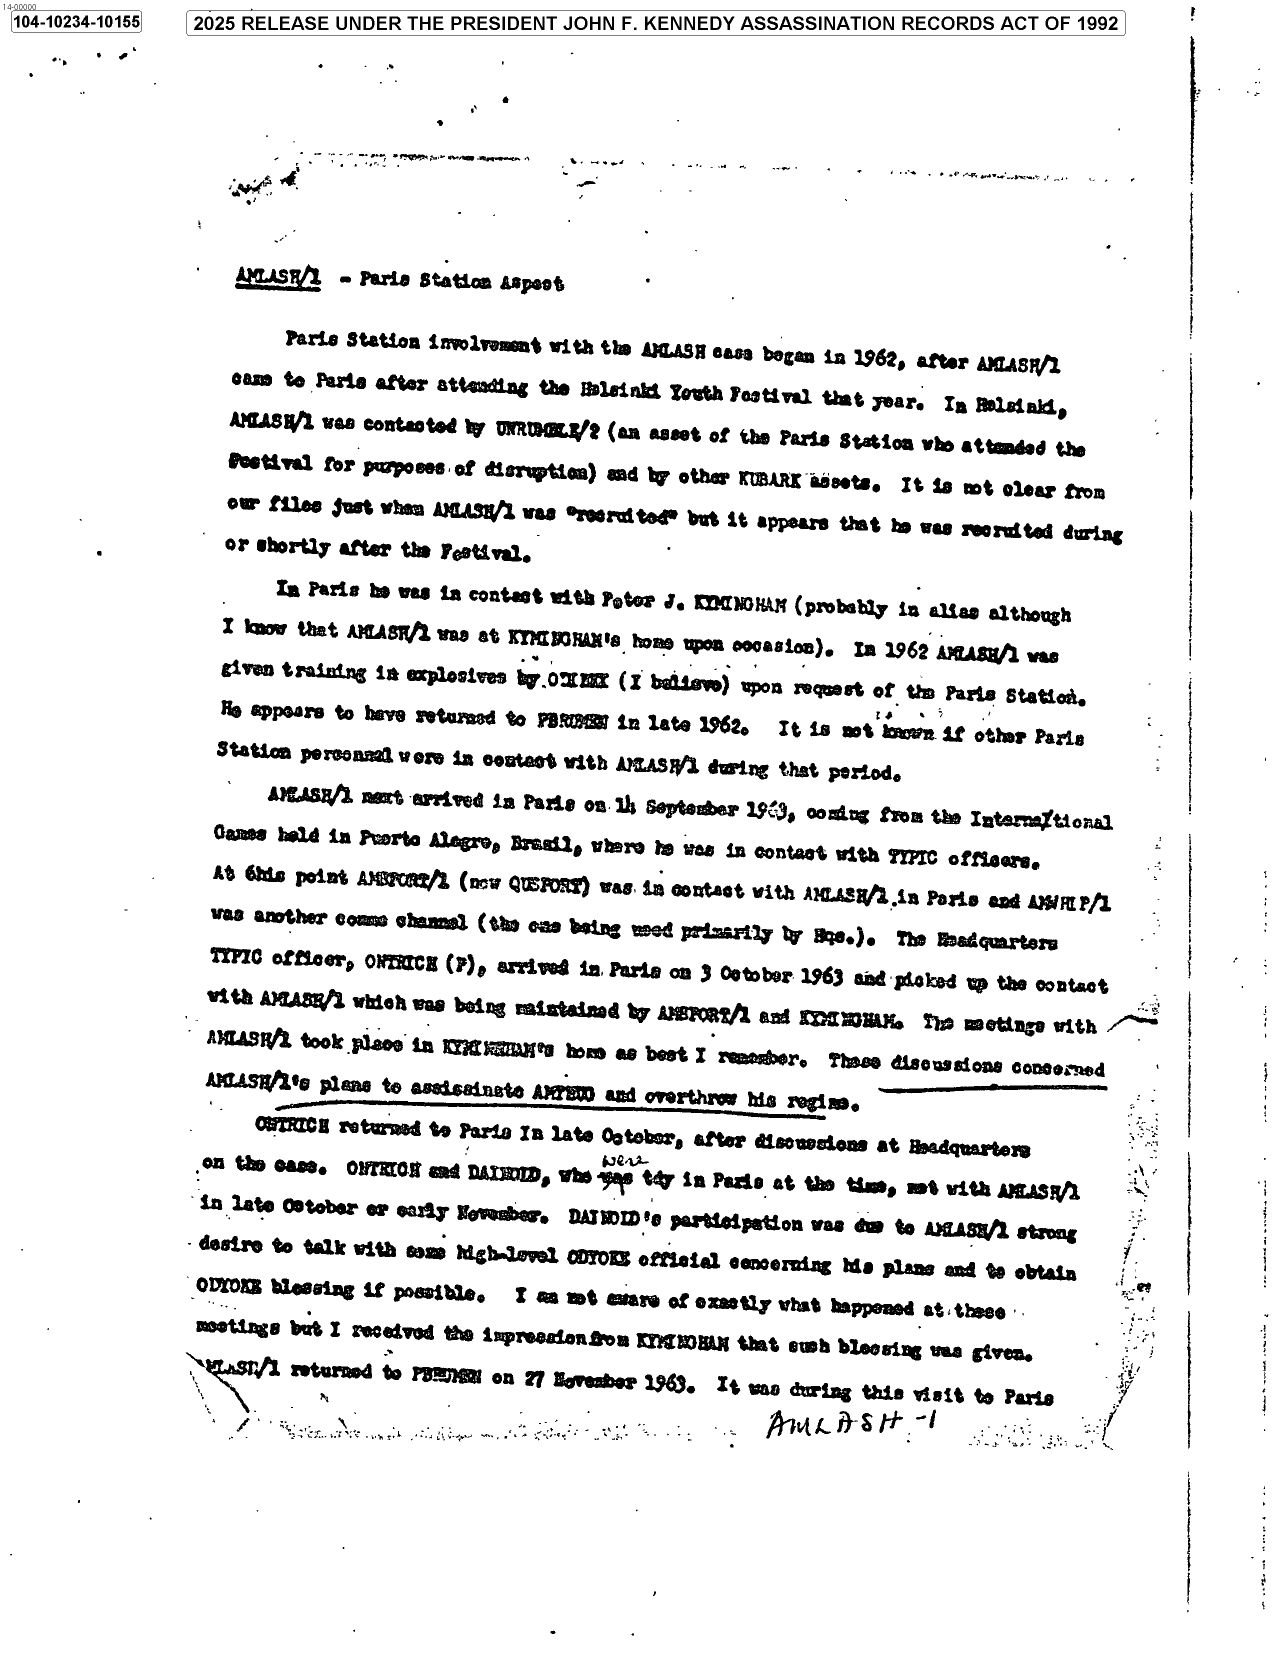 14-00000
104-10234-10155
2025 RELEASE UNDER THE PRESIDENT JOHN F. KENNEDY ASSASSINATION RECORDS ACT OF 1992
AMLASH/1 - Paris Station Aspect
Paris Station involvement with the AMLASH case began in 1962, after AMLASH/1
came to Paris after attending the Helsinki Youth Festival that year. In Helsinki,
AMLASH/1 was contacted by UNRUMBLE/2 (an asset of the Paris Station who attended the
Festival for purposes of disruption) and by other KUBARK assets. It is not clear from
our files just when AMLASH/1 was "recruited" but it appears that he was recruited during
or shortly after the Festival.
In Paris he was in contact with Peter J. KYMINGHAM (probably in alias although
I know that AMLASH/1 was at KYMINGHAM's home upon occasion). In 1962 AMLASH/1 was
given training in explosives by (I believe) upon request of the Paris Station.
He appears to have returned to PBRUMEN in late 1962. It is not known if other Paris
Station personnel were in contact with AMLASH/1 during that period.
AMLASH/1 next arrived in Paris on 14 September 1963, coming from the International
Games held in Puerto Alegre, Brasil, where he was in contact with TYPIC officers.
At 6his point AMSPORT/1 (now QUSPORT) was in contact with AMLASH/1 in Paris and AMWHIP/1
was another comms channel (the one being used primarily by Hqs.). The Headquarters
TYPIC officer, ONTRICH (P), arrived in Paris on 3 October 1963 and picked up the contact
with AMLASH/1 which was being maintained by AMSPORT/1 and KYMINGHAM. The meetings with
AMLASH/1 took place in KYMINGHAM's home as best I remember. These discussions concerned
AMLASH/1's plans to assissinate AMTHUG and overthrow his regime.
ONTRICH returned to Paris In late October, after discussions at Headquarters
on the case. ONTRICH and DAINOLD, who was were tdy in Paris at the time, met with AMLASH/1
in late October or early November. DAINOLD's participation was due to AMLASH/1 strong
desire to talk with some high-level ODYOKE official concerning his plans and to obtain
ODYOKE blessing if possible. I am not aware of exactly what happened at these
meetings but I received the impression from KYMINGHAM that such blessing was given.
AMLASH/1 returned to PBRUMEN on 27 November 1963. It was during this visit to Paris
AMLASH -1